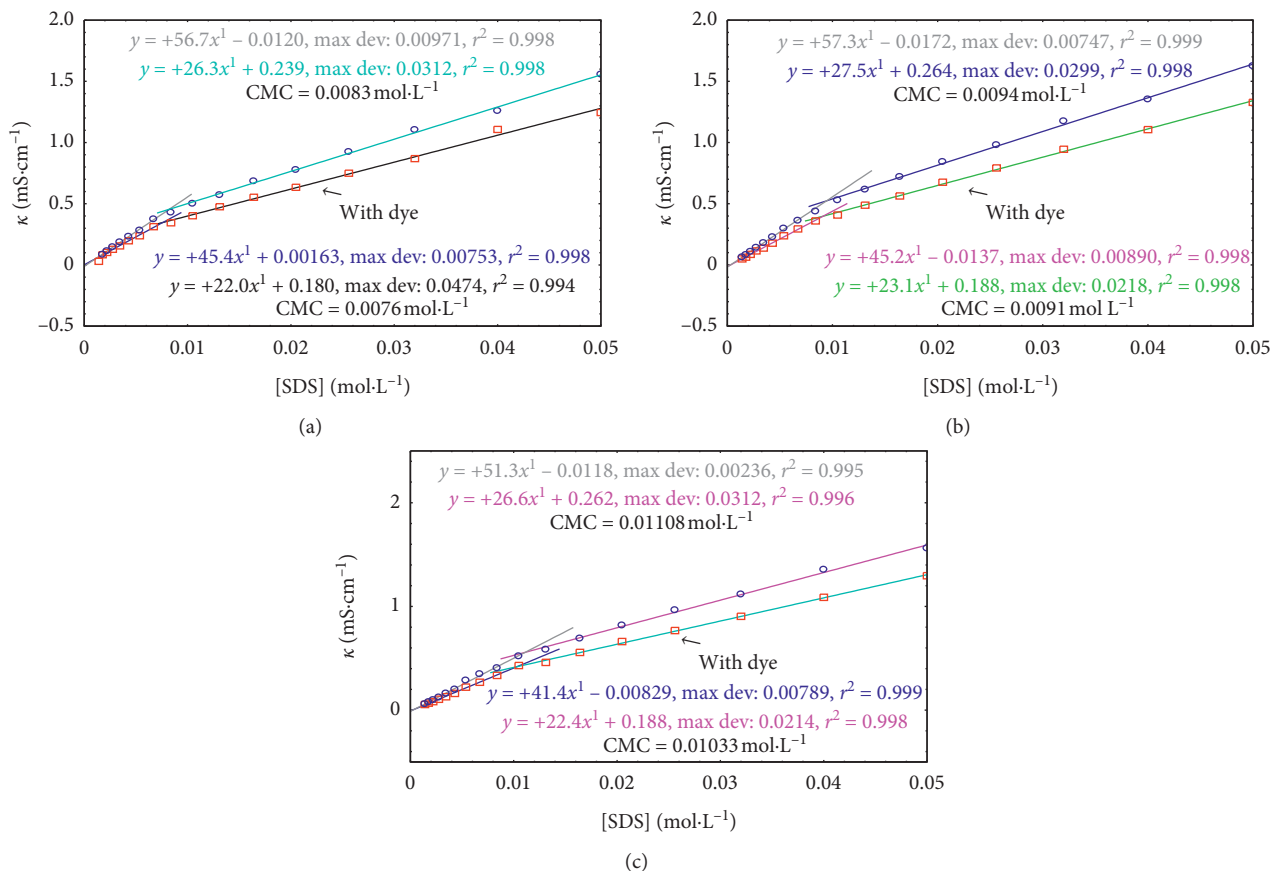 2.0
1.5
1.0
0.5
0
–0.5
κ (mS·cm⁻¹)
y = +56.7x¹ – 0.0120, max dev: 0.00971, r² = 0.998
y = +26.3x¹ + 0.239, max dev: 0.0312, r² = 0.998
CMC = 0.0083 mol·L⁻¹
With dye
y = +45.4x¹ + 0.00163, max dev: 0.00753, r² = 0.998
y = +22.0x¹ + 0.180, max dev: 0.0474, r² = 0.994
CMC = 0.0076 mol·L⁻¹
0 0.01 0.02 0.03 0.04 0.05
[SDS] (mol·L⁻¹)
(a)
2.0
1.5
1.0
0.5
0
–0.5
κ (mS·cm⁻¹)
y = +57.3x¹ – 0.0172, max dev: 0.00747, r² = 0.999
y = +27.5x¹ + 0.264, max dev: 0.0299, r² = 0.998
CMC = 0.0094 mol·L⁻¹
With dye
y = +45.2x¹ – 0.0137, max dev: 0.00890, r² = 0.998
y = +23.1x¹ + 0.188, max dev: 0.0218, r² = 0.998
CMC = 0.0091 mol L⁻¹
0 0.01 0.02 0.03 0.04 0.05
[SDS] (mol·L⁻¹)
(b)
2
1
0
κ (mS·cm⁻¹)
y = +51.3x¹ – 0.0118, max dev: 0.00236, r² = 0.995
y = +26.6x¹ + 0.262, max dev: 0.0312, r² = 0.996
CMC = 0.01108 mol·L⁻¹
With dye
y = +41.4x¹ – 0.00829, max dev: 0.00789, r² = 0.999
y = +22.4x¹ + 0.188, max dev: 0.0214, r² = 0.998
CMC = 0.01033 mol·L⁻¹
0 0.01 0.02 0.03 0.04 0.05
[SDS] (mol·L⁻¹)
(c)